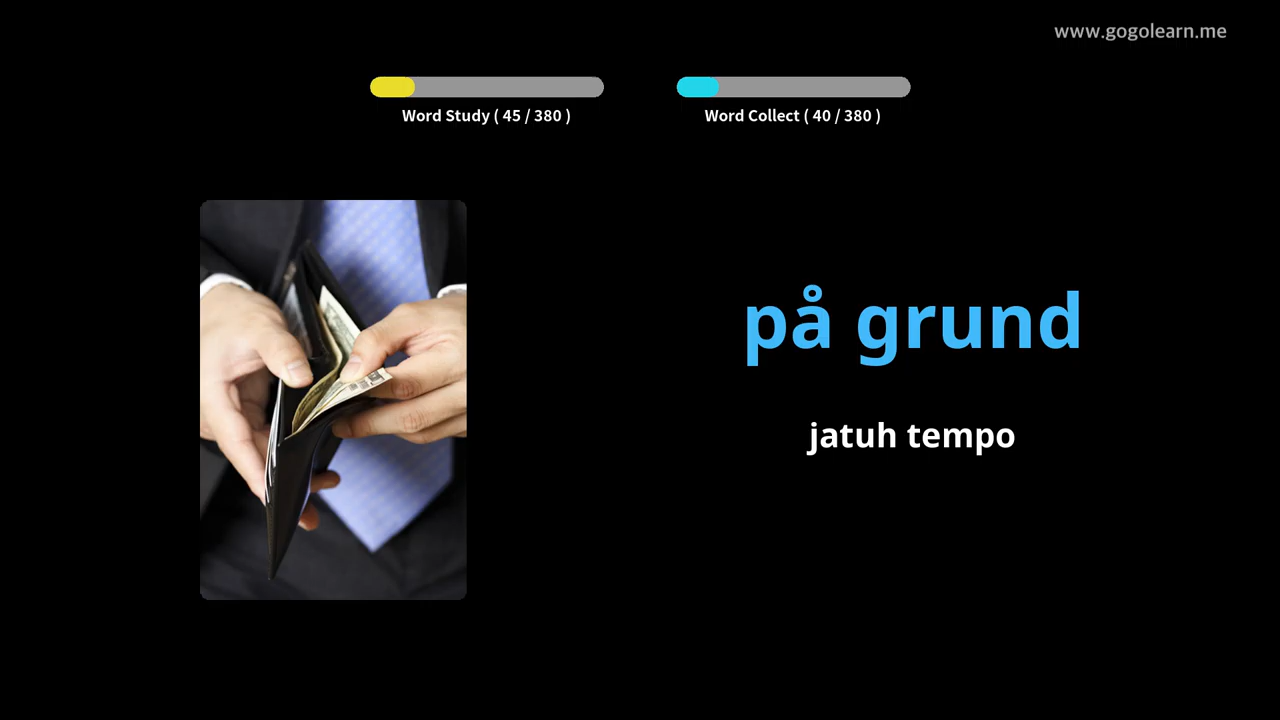 www.gogolearn.me
Word Study ( 45 / 380 )
Word Collect ( 40 / 380 )
på grund
jatuh tempo